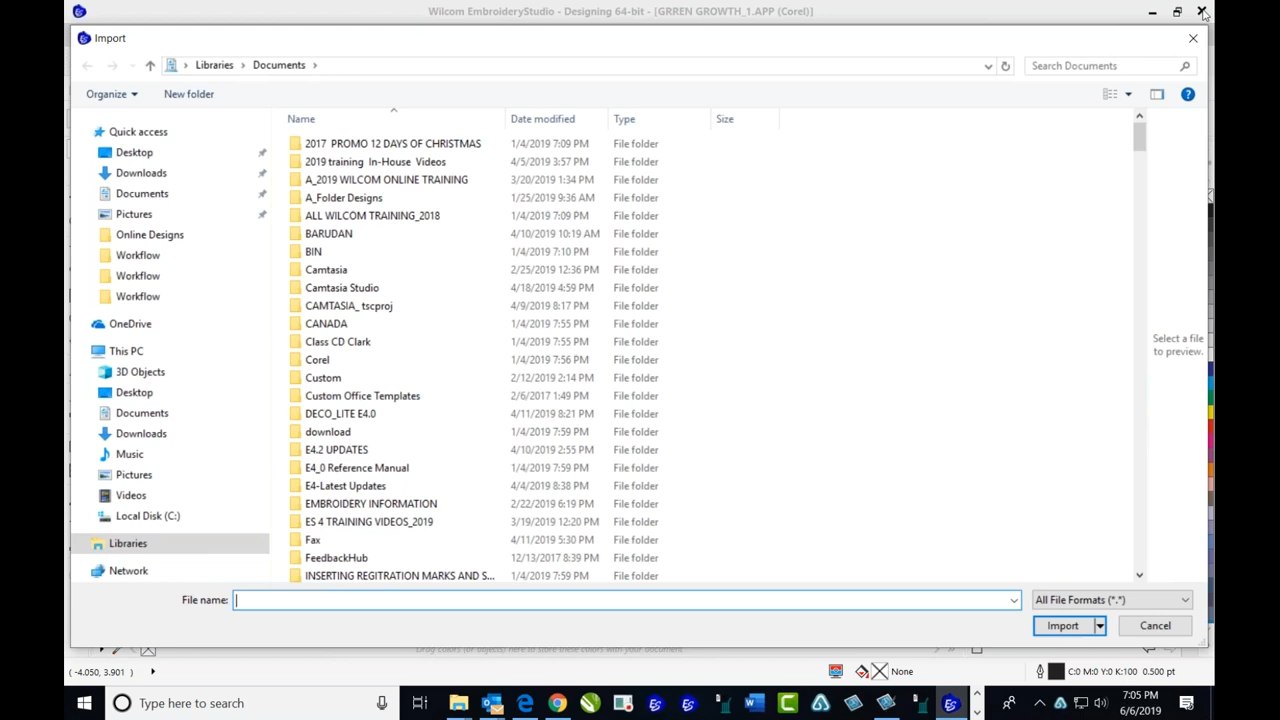 Wilcom EmbroideryStudio - Designing 64-bit - [GRREN GROWTH_1.APP (Corel)]
Import
Libraries > Documents >
Search Documents
Organize
New folder
Name Date modified Type Size
Quick access
Desktop
Downloads
Documents
Pictures
Online Designs
Workflow
Workflow
Workflow
OneDrive
This PC
3D Objects
Desktop
Documents
Downloads
Music
Pictures
Videos
Local Disk (C:)
Libraries
Network
2017 PROMO 12 DAYS OF CHRISTMAS 1/4/2019 7:09 PM File folder
2019 training In-House Videos 4/5/2019 3:57 PM File folder
A_2019 WILCOM ONLINE TRAINING 3/20/2019 1:34 PM File folder
A_Folder Designs 1/25/2019 9:36 AM File folder
ALL WILCOM TRAINING_2018 1/4/2019 7:09 PM File folder
BARUDAN 4/10/2019 10:19 AM File folder
BIN 1/4/2019 7:10 PM File folder
Camtasia 2/25/2019 12:36 PM File folder
Camtasia Studio 4/18/2019 4:59 PM File folder
CAMTASIA_ tscproj 4/9/2019 8:17 PM File folder
CANADA 1/4/2019 7:55 PM File folder
Class CD Clark 1/4/2019 7:55 PM File folder
Corel 1/4/2019 7:56 PM File folder
Custom 2/12/2019 2:14 PM File folder
Custom Office Templates 2/6/2017 1:49 PM File folder
DECO_LITE E4.0 4/11/2019 8:21 PM File folder
download 1/4/2019 7:59 PM File folder
E4.2 UPDATES 4/10/2019 2:55 PM File folder
E4_0 Reference Manual 1/4/2019 7:59 PM File folder
E4-Latest Updates 4/4/2019 8:38 PM File folder
EMBROIDERY INFORMATION 2/22/2019 6:19 PM File folder
ES 4 TRAINING VIDEOS_2019 3/19/2019 12:20 PM File folder
Fax 4/11/2019 5:30 PM File folder
FeedbackHub 12/13/2017 8:39 PM File folder
INSERTING REGITRATION MARKS AND S... 1/4/2019 7:59 PM File folder
Select a file
to preview.
File name:
All File Formats (*.*)
Import
Cancel
Drag colors (or objects) here to store these colors with your document
( -4.050, 3.901 )
None
C:0 M:0 Y:0 K:100 0.500 pt
Type here to search
7:05 PM
6/6/2019